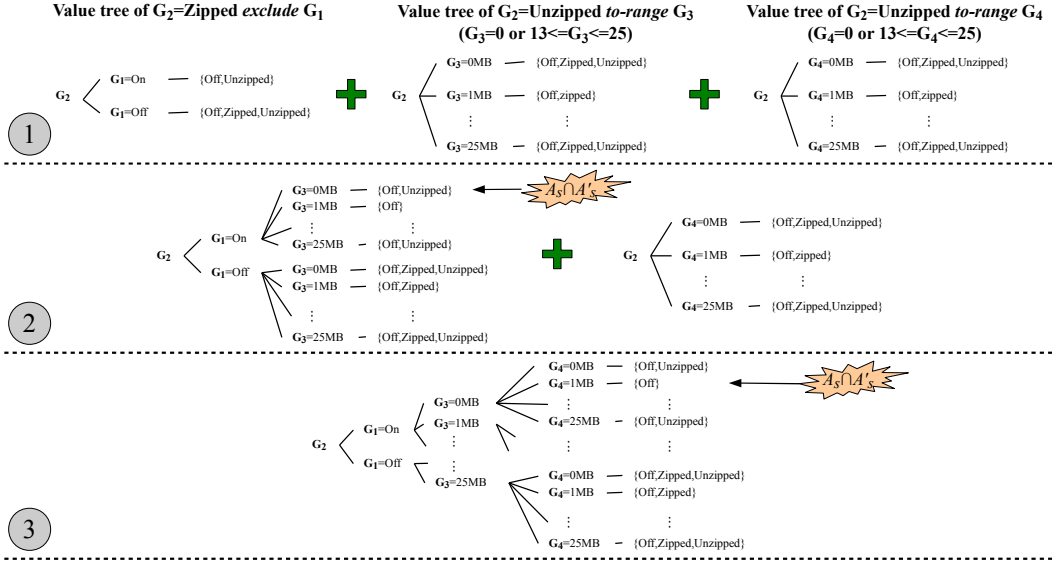 Value tree of G2=Zipped exclude G1
Value tree of G2=Unzipped to-range G3
(G3=0 or 13<=G3<=25)
Value tree of G2=Unzipped to-range G4
(G4=0 or 13<=G4<=25)
G2
G1=On
{Off,Unzipped}
G1=Off
{Off,Zipped,Unzipped}
G2
G3=0MB
{Off,Zipped,Unzipped}
G3=1MB
{Off,zipped}
⋮ ⋮
G3=25MB
{Off,Zipped,Unzipped}
G2
G4=0MB
{Off,Zipped,Unzipped}
G4=1MB
{Off,zipped}
⋮ ⋮
G4=25MB
{Off,Zipped,Unzipped}
1
G2
G1=On
G3=0MB
{Off,Unzipped}
G3=1MB
{Off}
⋮ ⋮
G3=25MB
{Off,Unzipped}
G1=Off
G3=0MB
{Off,Zipped,Unzipped}
G3=1MB
{Off,Zipped}
⋮ ⋮
G3=25MB
{Off,Zipped,Unzipped}
As∩A's
G2
G4=0MB
{Off,Zipped,Unzipped}
G4=1MB
{Off,zipped}
⋮ ⋮
G4=25MB
{Off,Zipped,Unzipped}
2
G2
G1=On
G3=0MB
G4=0MB
{Off,Unzipped}
G4=1MB
{Off}
⋮ ⋮
G4=25MB
{Off,Unzipped}
G3=1MB
⋮ ⋮ ⋮
G1=Off
⋮
G3=25MB
G4=0MB
{Off,Zipped,Unzipped}
G4=1MB
{Off,Zipped}
⋮ ⋮
G4=25MB
{Off,Zipped,Unzipped}
As∩A's
3